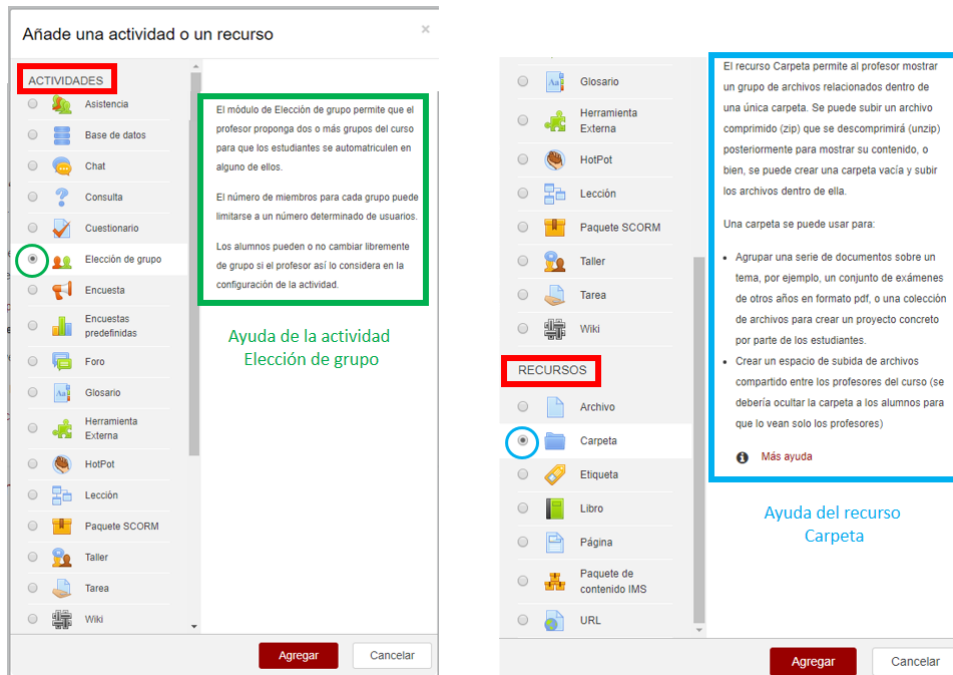 Añade una actividad o un recurso
×
ACTIVIDADES
Asistencia
Base de datos
Chat
Consulta
Cuestionario
Elección de grupo
Encuesta
Encuestas
predefinidas
Foro
Glosario
Herramienta
Externa
HotPot
Lección
Paquete SCORM
Taller
Tarea
Wiki
El módulo de Elección de grupo permite que el
profesor proponga dos o más grupos del curso
para que los estudiantes se automatriculen en
alguno de ellos.
El número de miembros para cada grupo puede
limitarse a un número determinado de usuarios.
Los alumnos pueden o no cambiar libremente
de grupo si el profesor así lo considera en la
configuración de la actividad.
Ayuda de la actividad
Elección de grupo
Agregar
Cancelar
Glosario
Herramienta
Externa
HotPot
Lección
Paquete SCORM
Taller
Tarea
Wiki
RECURSOS
Archivo
Carpeta
Etiqueta
Libro
Página
Paquete de
contenido IMS
URL
El recurso Carpeta permite al profesor mostrar
un grupo de archivos relacionados dentro de
una única carpeta. Se puede subir un archivo
comprimido (zip) que se descomprimirá (unzip)
posteriormente para mostrar su contenido, o
bien, se puede crear una carpeta vacía y subir
los archivos dentro de ella.
Una carpeta se puede usar para:
• Agrupar una serie de documentos sobre un
tema, por ejemplo, un conjunto de exámenes
de otros años en formato pdf, o una colección
de archivos para crear un proyecto concreto
por parte de los estudiantes.
• Crear un espacio de subida de archivos
compartido entre los profesores del curso (se
debería ocultar la carpeta a los alumnos para
que lo vean solo los profesores)
Más ayuda
Ayuda del recurso
Carpeta
Agregar
Cancelar